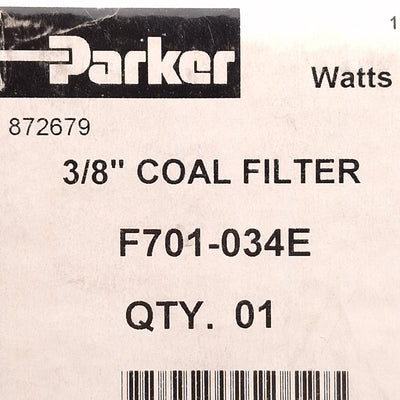 1
Parker
Watts
872679
3/8" COAL FILTER
F701-034E
QTY. 01